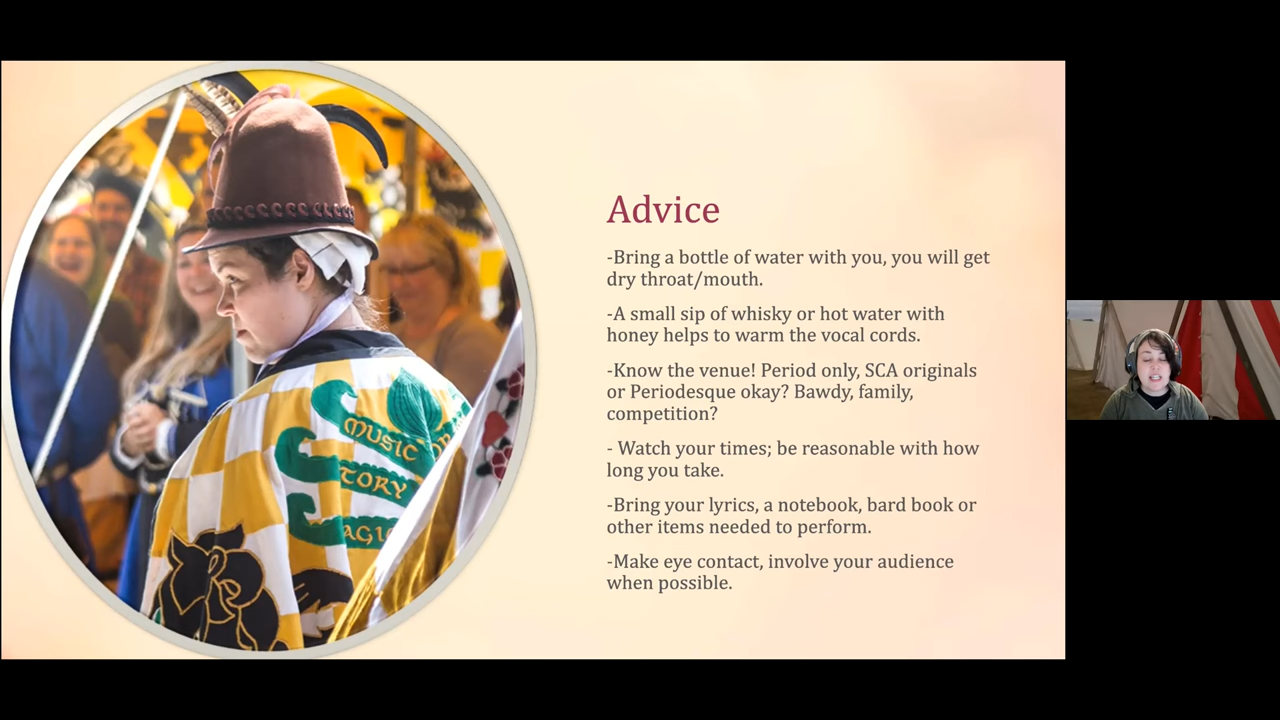 Advice
-Bring a bottle of water with you, you will get
dry throat/mouth.
-A small sip of whisky or hot water with
honey helps to warm the vocal cords.
-Know the venue! Period only, SCA originals
or Periodesque okay? Bawdy, family,
competition?
- Watch your times; be reasonable with how
long you take.
-Bring your lyrics, a notebook, bard book or
other items needed to perform.
-Make eye contact, involve your audience
when possible.
MUSIC
TORY
AGIC